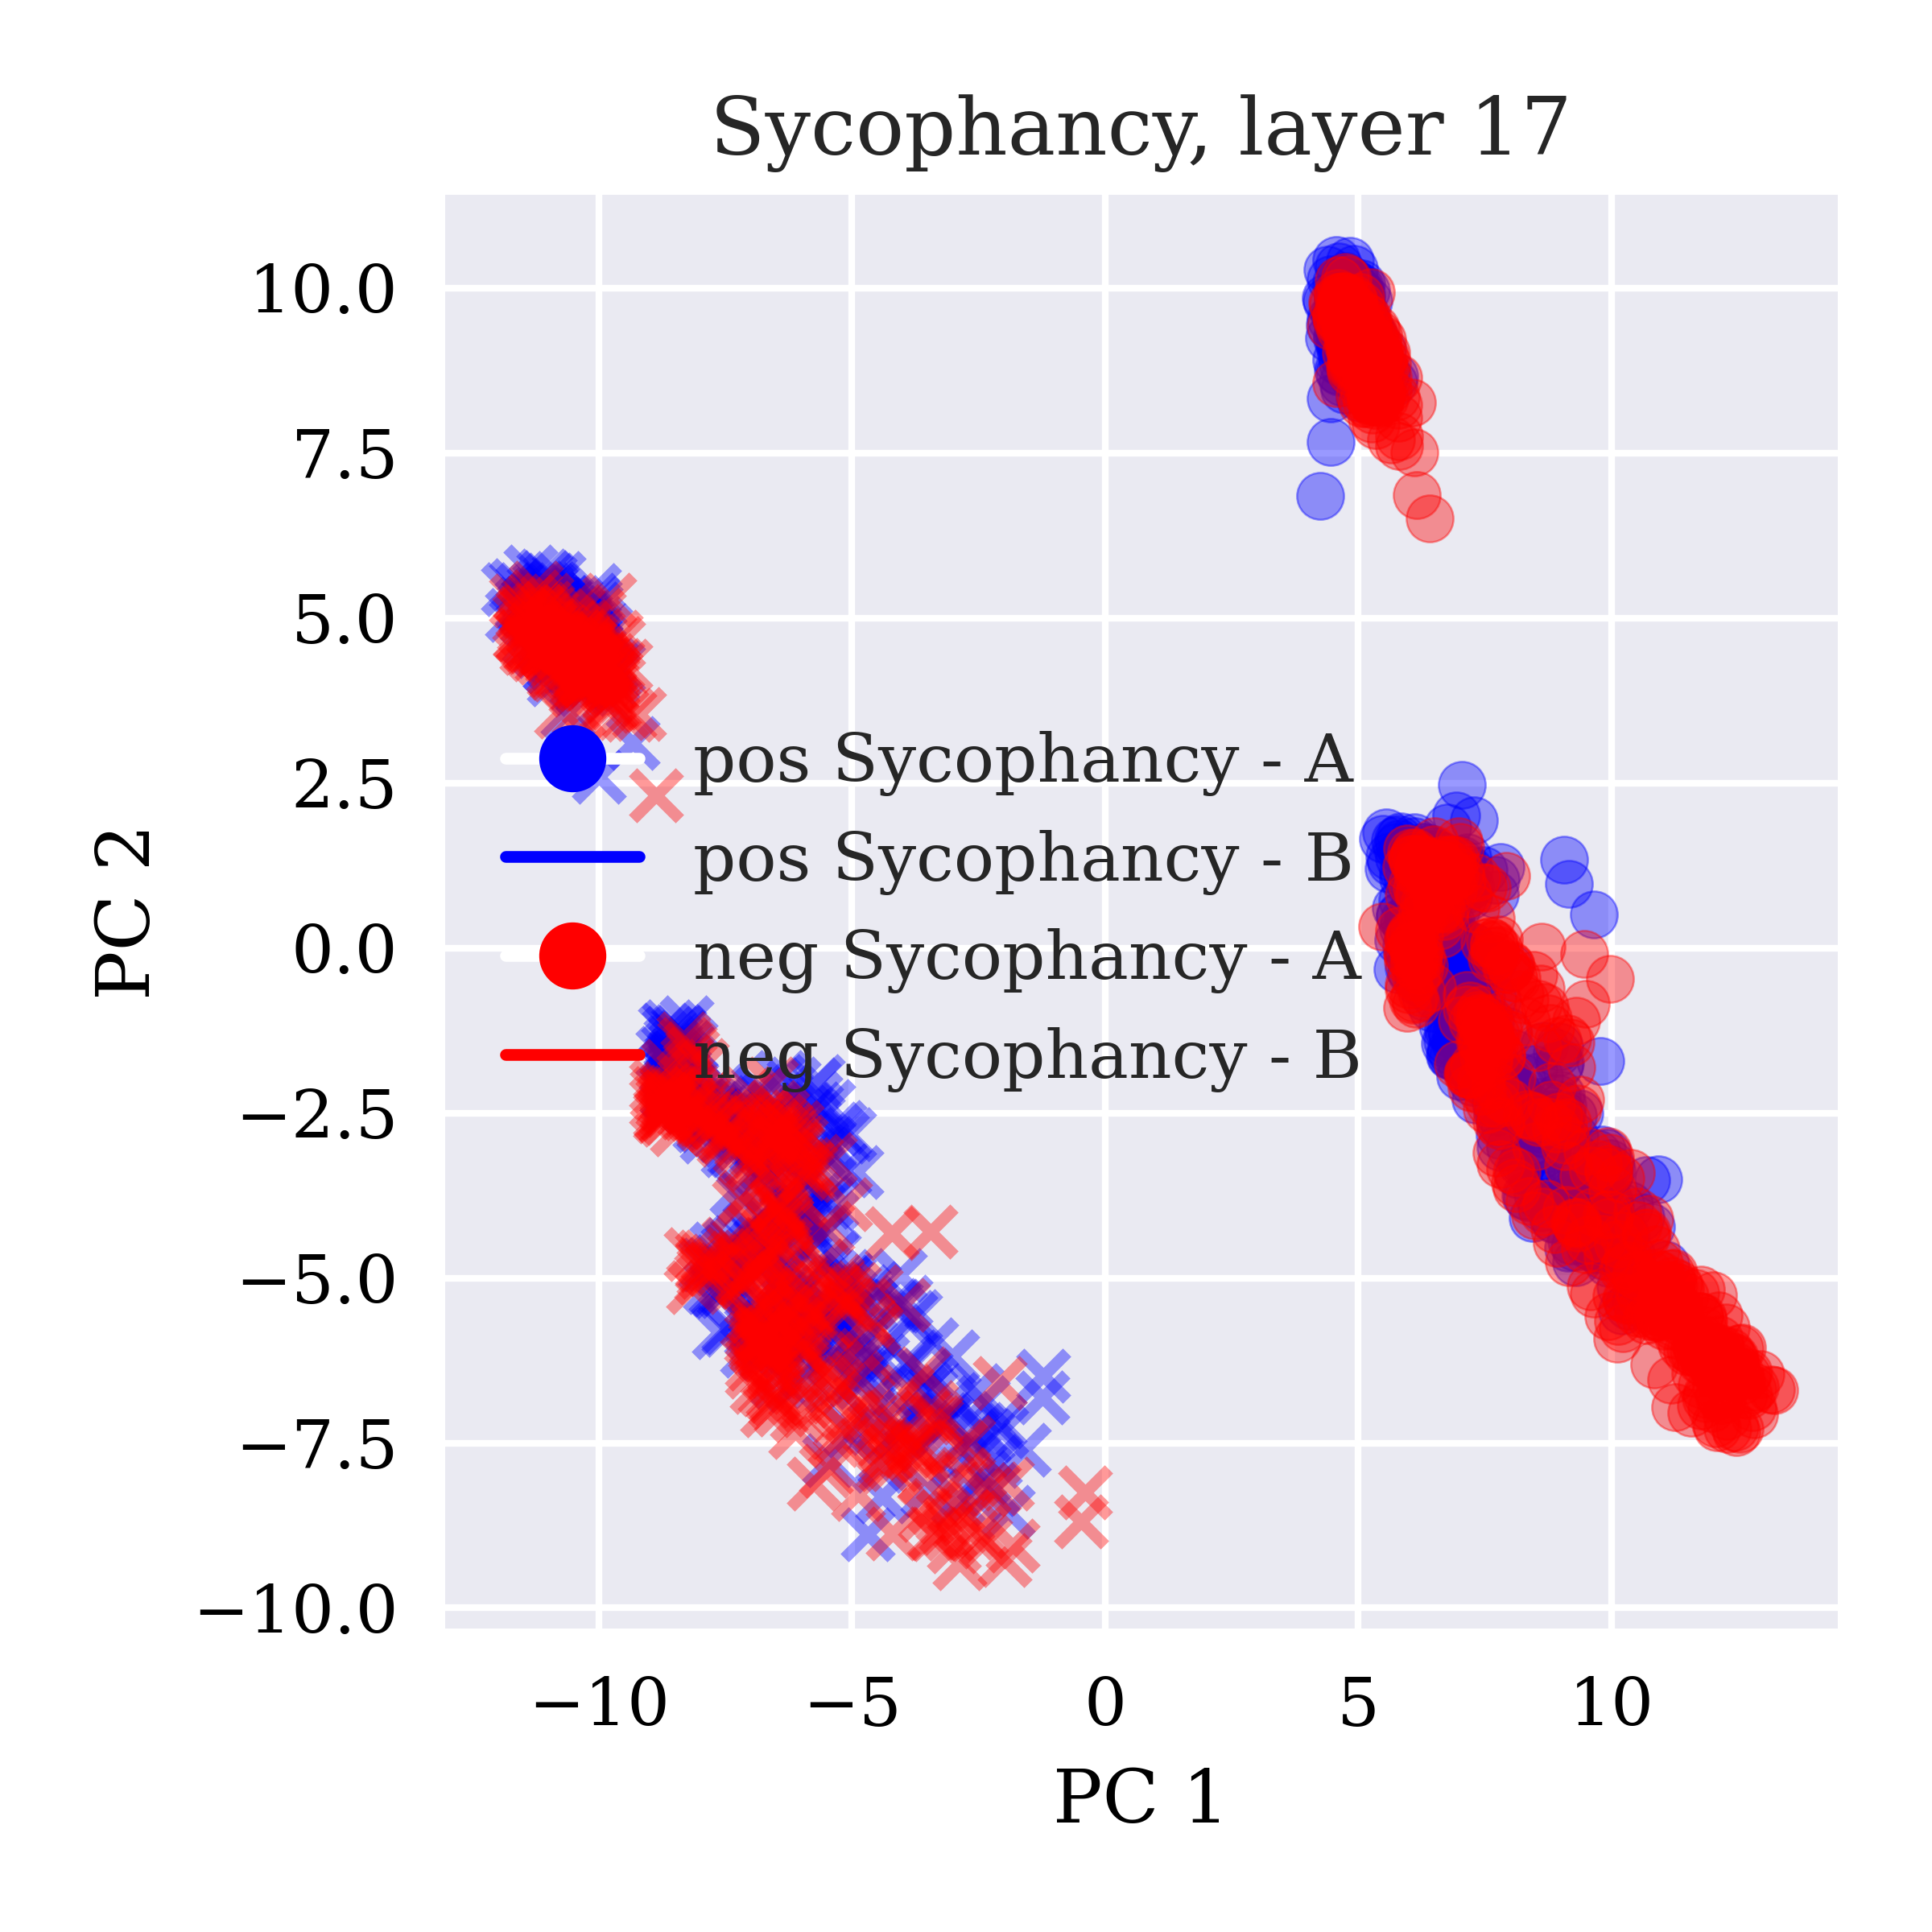 Sycophancy, layer 17
10.0
7.5
5.0
2.5
0.0
−2.5
−5.0
−7.5
−10.0
PC 2
pos Sycophancy - A
pos Sycophancy - B
neg Sycophancy - A
neg Sycophancy - B
−10 −5 0 5 10
PC 1